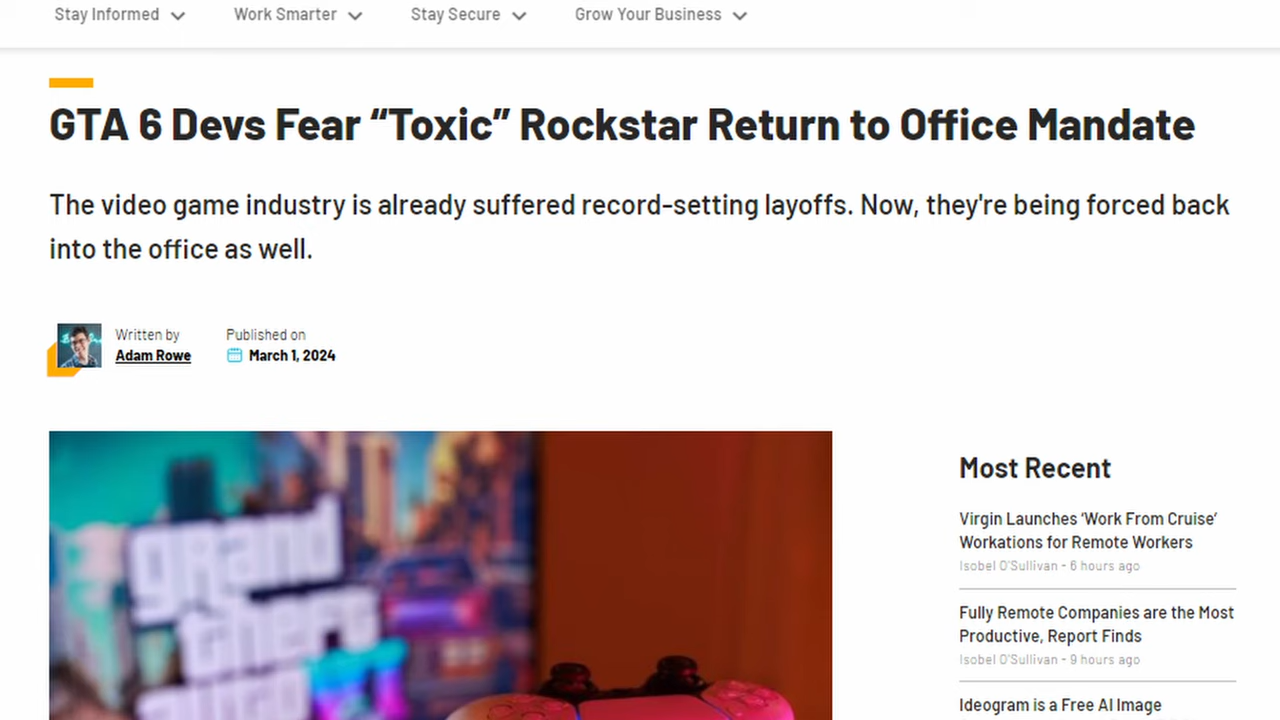 Stay Informed
Work Smarter
Stay Secure
Grow Your Business
GTA 6 Devs Fear “Toxic” Rockstar Return to Office Mandate
The video game industry is already suffered record-setting layoffs. Now, they're being forced back
into the office as well.
Written by
Adam Rowe
Published on
March 1, 2024
grand
theft
auto
Most Recent
Virgin Launches ‘Work From Cruise’
Workations for Remote Workers
Isobel O'Sullivan - 6 hours ago
Fully Remote Companies are the Most
Productive, Report Finds
Isobel O'Sullivan - 9 hours ago
Ideogram is a Free AI Image